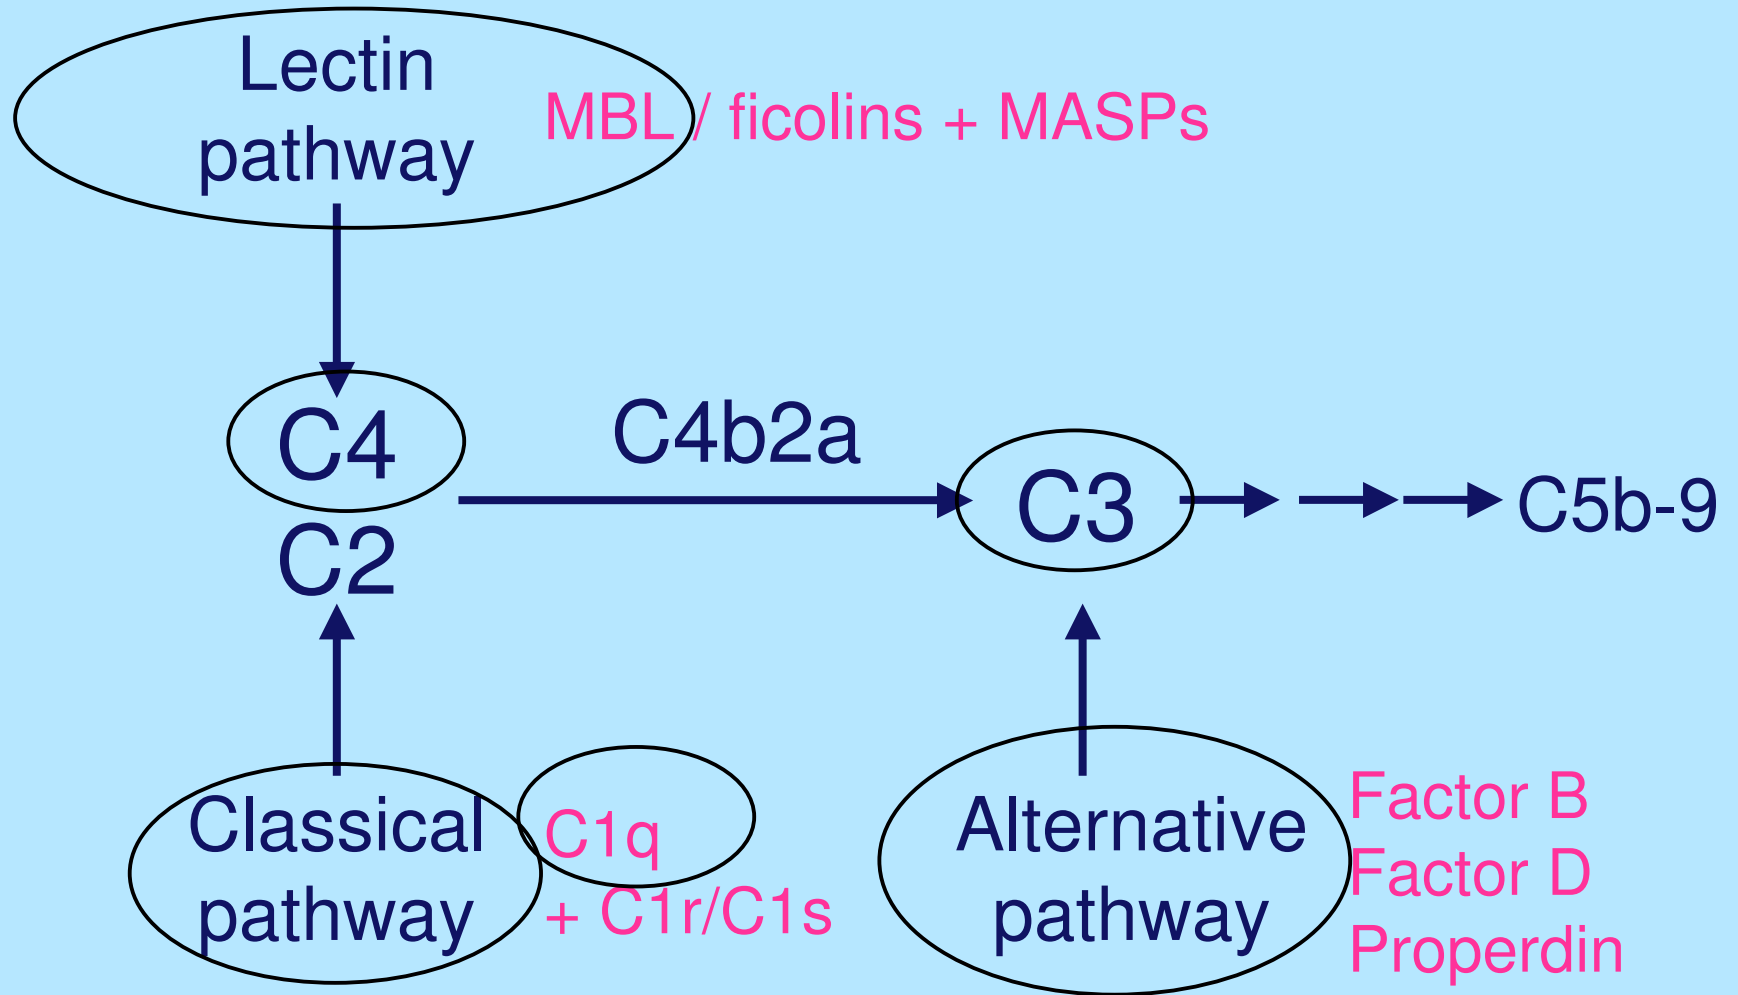 Lectin
pathway
MBL / ficolins + MASPs
C4
C2
C4b2a
C3
C5b-9
Classical
pathway
C1q
+ C1r/C1s
Alternative
pathway
Factor B
Factor D
Properdin